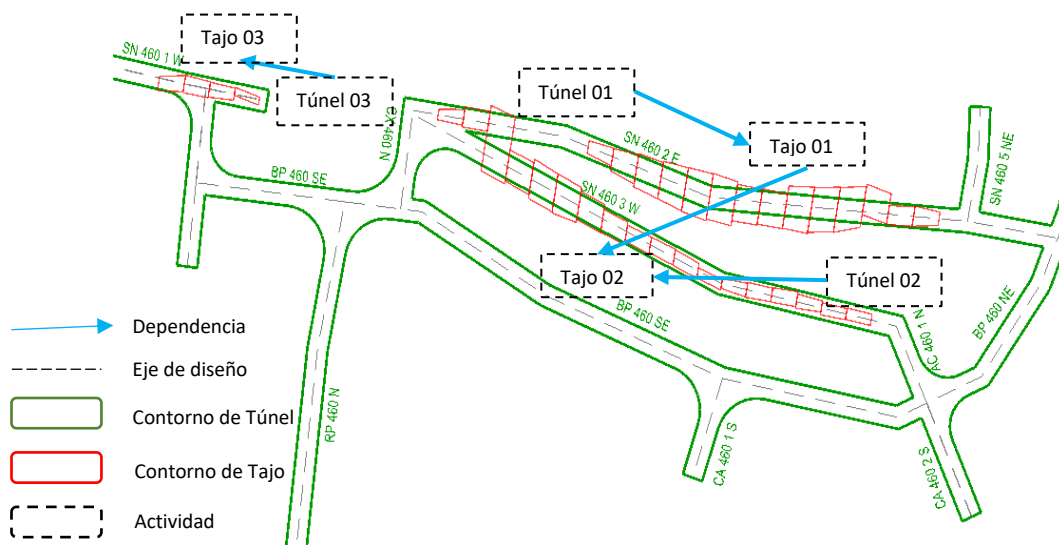 Tajo 03
SN 460 1 W
Túnel 03
Túnel 01
CX 460 N
SN 460 2 E
Tajo 01
SN 460 5 NE
BP 460 SE
SN 460 3 W
Tajo 02
Túnel 02
BP 460 SE
BP 460 NE
AC 460 1 N
Dependencia
Eje de diseño
Contorno de Túnel
RP 460 N
CA 460 1 S
CA 460 2 S
Contorno de Tajo
Actividad